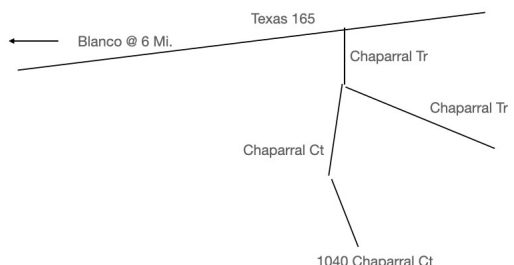 Texas 165
Blanco @ 6 Mi.
Chaparral Tr
Chaparral Tr
Chaparral Ct
1040 Chaparral Ct